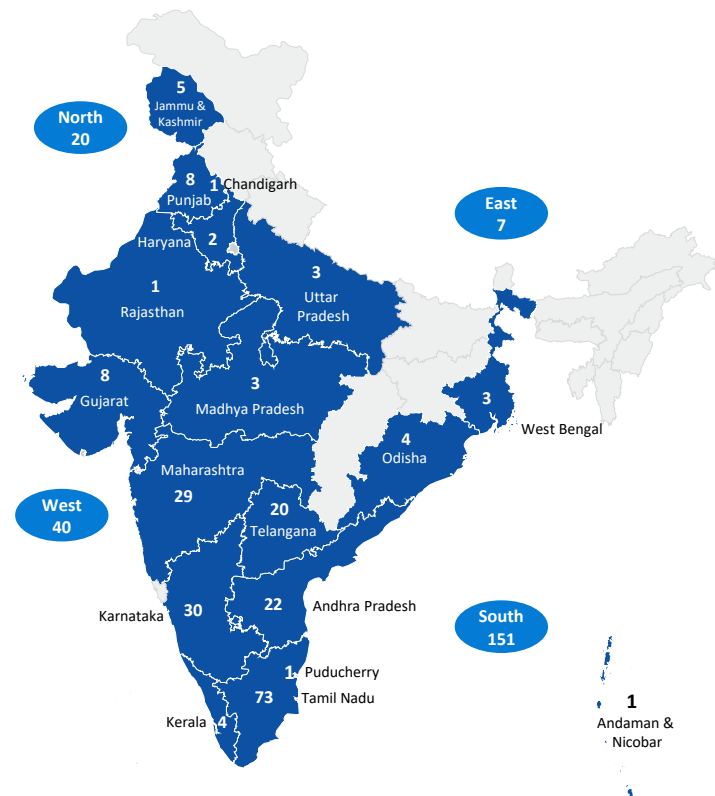 5
Jammu &
Kashmir
North
20
8
Punjab
1
Chandigarh
East
7
Haryana
2
1
Rajasthan
3
Uttar
Pradesh
8
Gujarat
3
Madhya Pradesh
3
West Bengal
4
Odisha
Maharashtra
29
West
40
20
Telangana
Karnataka
30
22
Andhra Pradesh
South
151
1
Puducherry
73
Tamil Nadu
Kerala
4
1
Andaman &
Nicobar